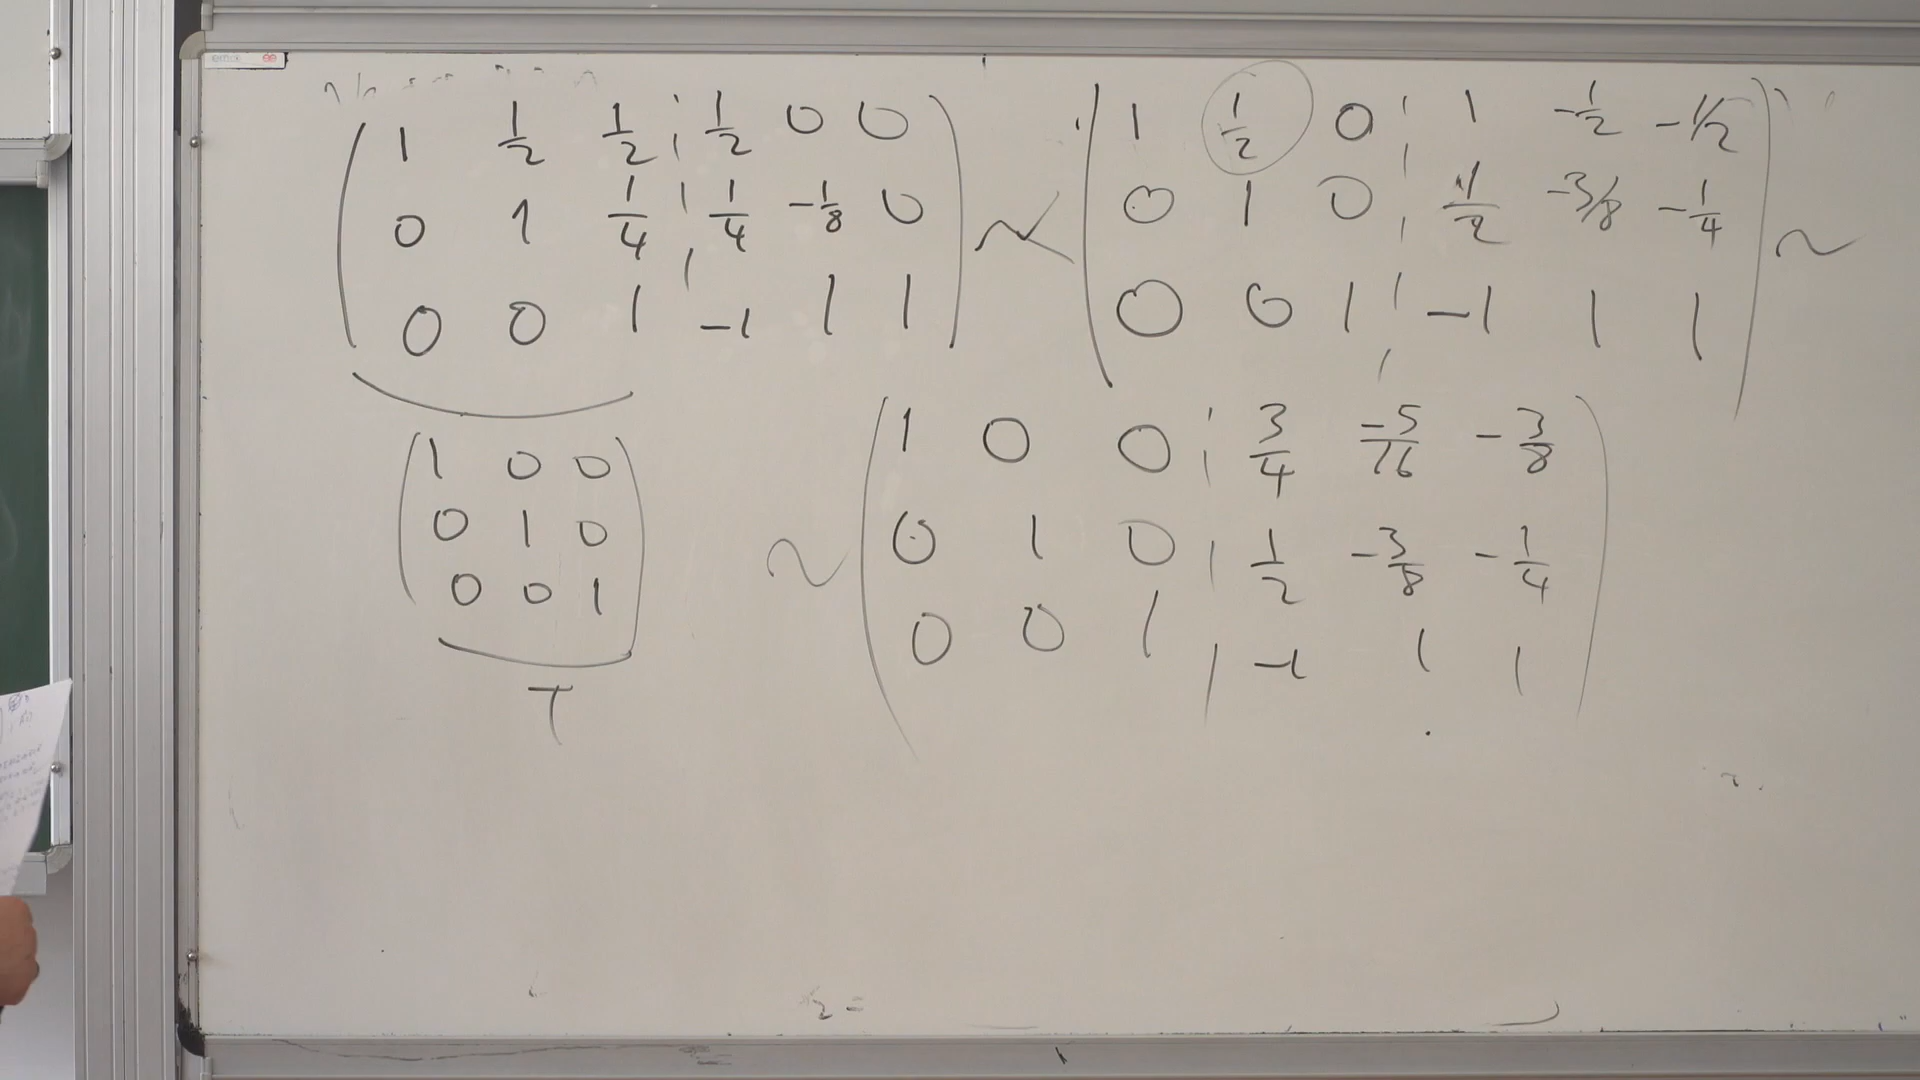 1 1/2 1/2 | 1/2 0 0
0 1 1/4 | 1/4 -1/8 0
0 0 1 | -1 1 1
~
1 1/2 0 | 1 -1/2 -1/2
0 1 0 | 1/2 -3/8 -1/4
0 0 1 | -1 1 1
~
1 0 0
0 1 0
0 0 1
T
~
1 0 0 | 3/4 -5/16 -3/8
0 1 0 | 1/2 -3/8 -1/4
0 0 1 | -1 1 1